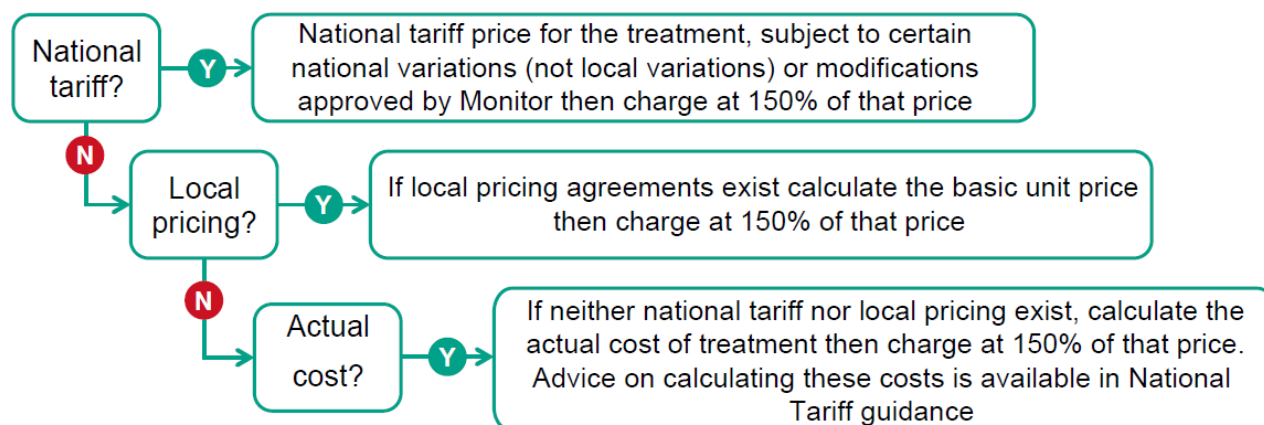 National
tariff?
Y
National tariff price for the treatment, subject to certain
national variations (not local variations) or modifications
approved by Monitor then charge at 150% of that price
N
Local
pricing?
Y
If local pricing agreements exist calculate the basic unit price
then charge at 150% of that price
N
Actual
cost?
Y
If neither national tariff nor local pricing exist, calculate the
actual cost of treatment then charge at 150% of that price.
Advice on calculating these costs is available in National
Tariff guidance